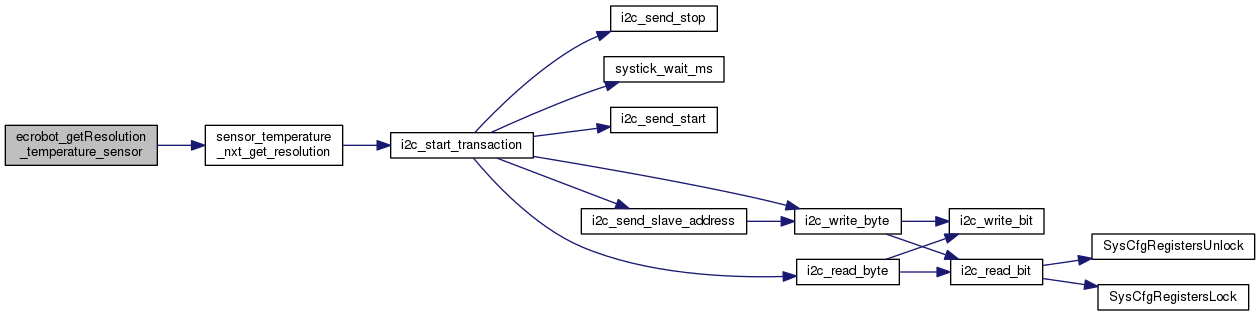 ecrobot_getResolution
_temperature_sensor
sensor_temperature
_nxt_get_resolution
i2c_start_transaction
i2c_send_stop
systick_wait_ms
i2c_send_start
i2c_send_slave_address
i2c_write_byte
i2c_read_byte
i2c_write_bit
i2c_read_bit
SysCfgRegistersUnlock
SysCfgRegistersLock